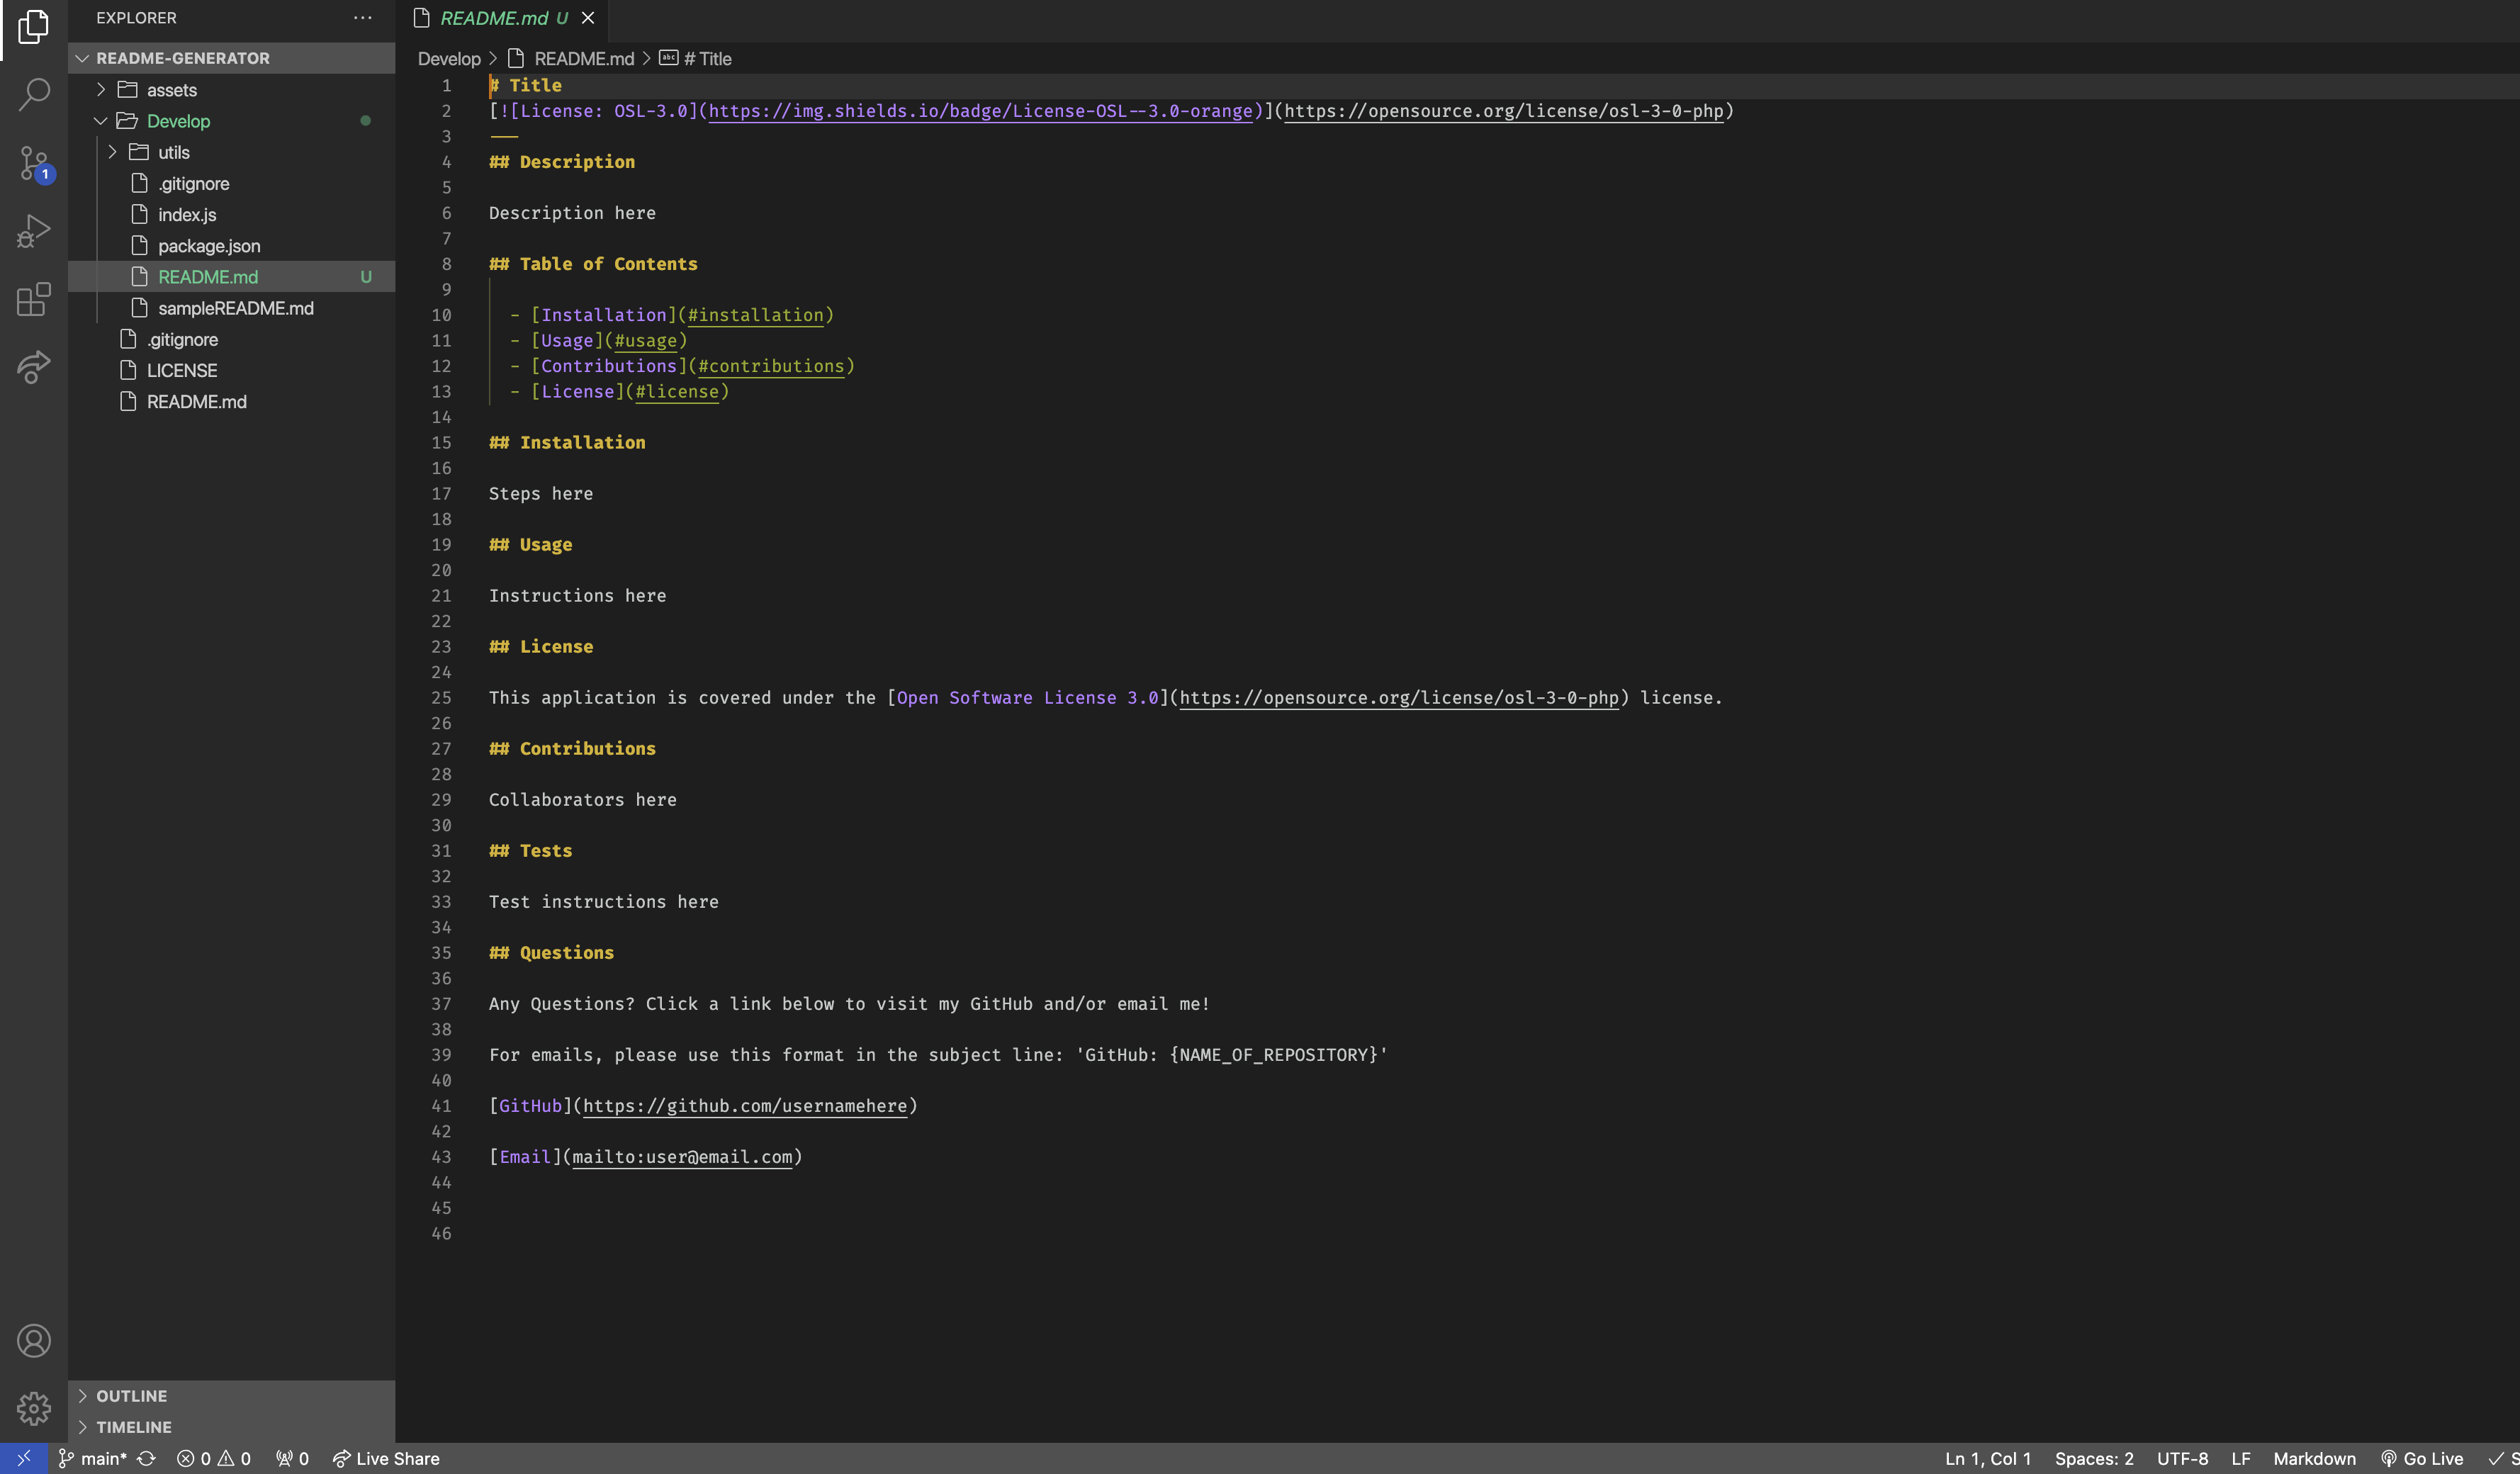 EXPLORER
README-GENERATOR
assets
Develop
utils
.gitignore
index.js
package.json
README.md U
sampleREADME.md
.gitignore
LICENSE
README.md
OUTLINE
TIMELINE
1
README.md U
Develop > README.md > abc # Title
1 # Title
2 [![License: OSL-3.0](https://img.shields.io/badge/License-OSL--3.0-orange)](https://opensource.org/license/osl-3-0-php)
3 ---
4 ## Description
5
6 Description here
7
8 ## Table of Contents
9
10 - [Installation](#installation)
11 - [Usage](#usage)
12 - [Contributions](#contributions)
13 - [License](#license)
14
15 ## Installation
16
17 Steps here
18
19 ## Usage
20
21 Instructions here
22
23 ## License
24
25 This application is covered under the [Open Software License 3.0](https://opensource.org/license/osl-3-0-php) license.
26
27 ## Contributions
28
29 Collaborators here
30
31 ## Tests
32
33 Test instructions here
34
35 ## Questions
36
37 Any Questions? Click a link below to visit my GitHub and/or email me!
38
39 For emails, please use this format in the subject line: 'GitHub: {NAME_OF_REPOSITORY}'
40
41 [GitHub](https://github.com/usernamehere)
42
43 [Email](mailto:user@email.com)
44
45
46
main* 0 0 0 Live Share Ln 1, Col 1 Spaces: 2 UTF-8 LF Markdown Go Live